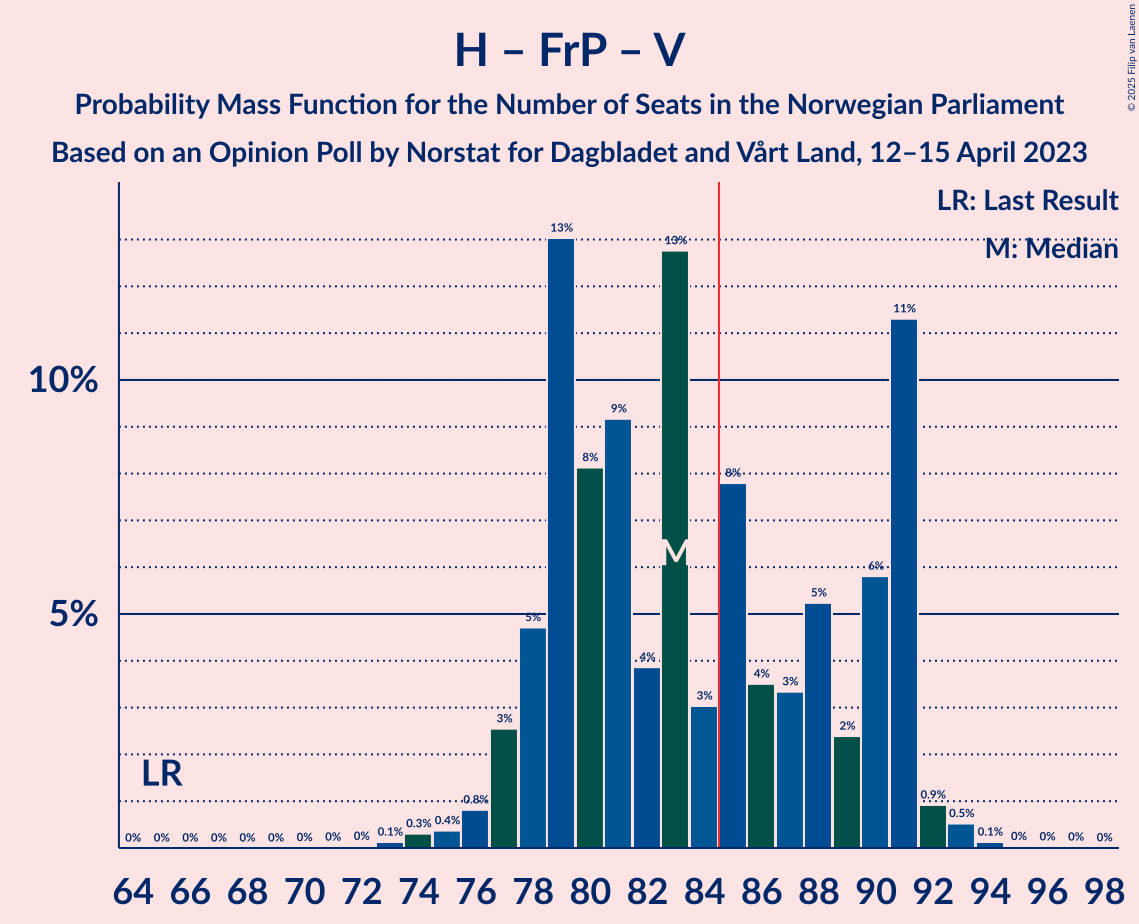 H – FrP – V
Probability Mass Function for the Number of Seats in the Norwegian Parliament
Based on an Opinion Poll by Norstat for Dagbladet and Vårt Land, 12–15 April 2023
© 2025 Filip van Laenen
LR: Last Result
M: Median
10%
5%
LR
M
0% 0% 0% 0% 0% 0% 0% 0% 0% 0.1% 0.3% 0.4% 0.8% 3% 5% 13% 8% 9% 4% 13% 3% 8% 4% 3% 5% 2% 6% 11% 0.9% 0.5% 0.1% 0% 0% 0% 0%
64 66 68 70 72 74 76 78 80 82 84 86 88 90 92 94 96 98